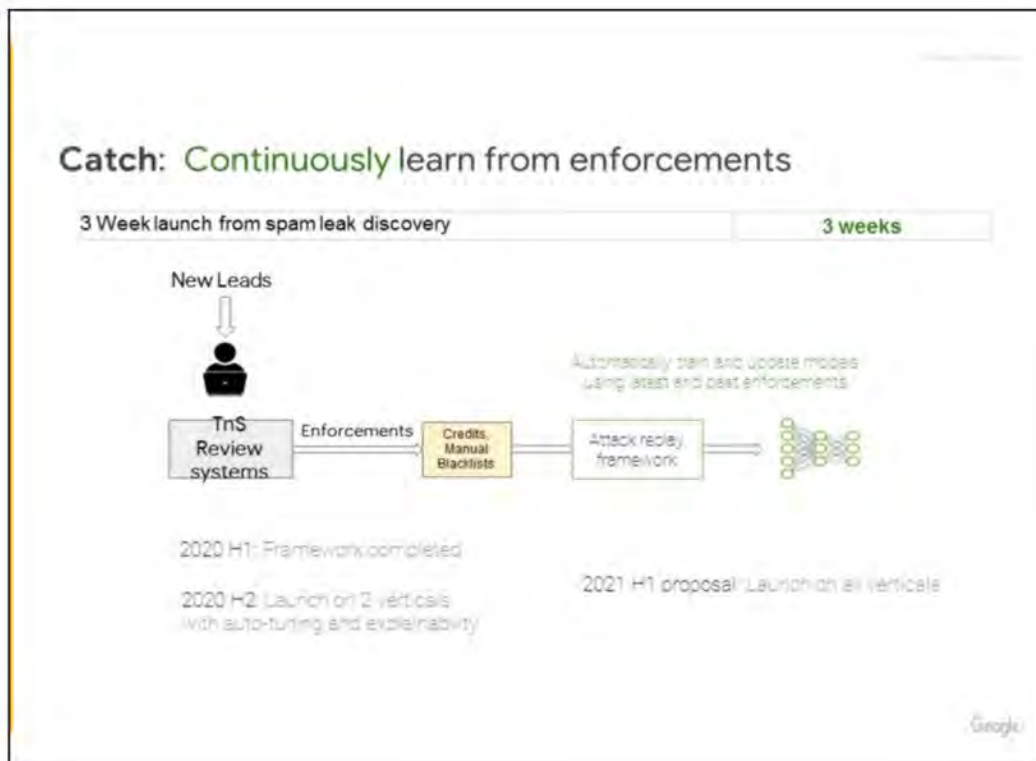 Catch: Continuously learn from enforcements
3 Week launch from spam leak discovery
3 weeks
New Leads
Automatically train and update models
using latest and past enforcements
TnS
Review
systems
Enforcements
Credits,
Manual
Blacklists
Attack replay
framework
2020 H1: Framework completed
2020 H2: Launch on 2 verticals
with auto-tuning and explainability
2021 H1 proposal: Launch on all verticals
Google